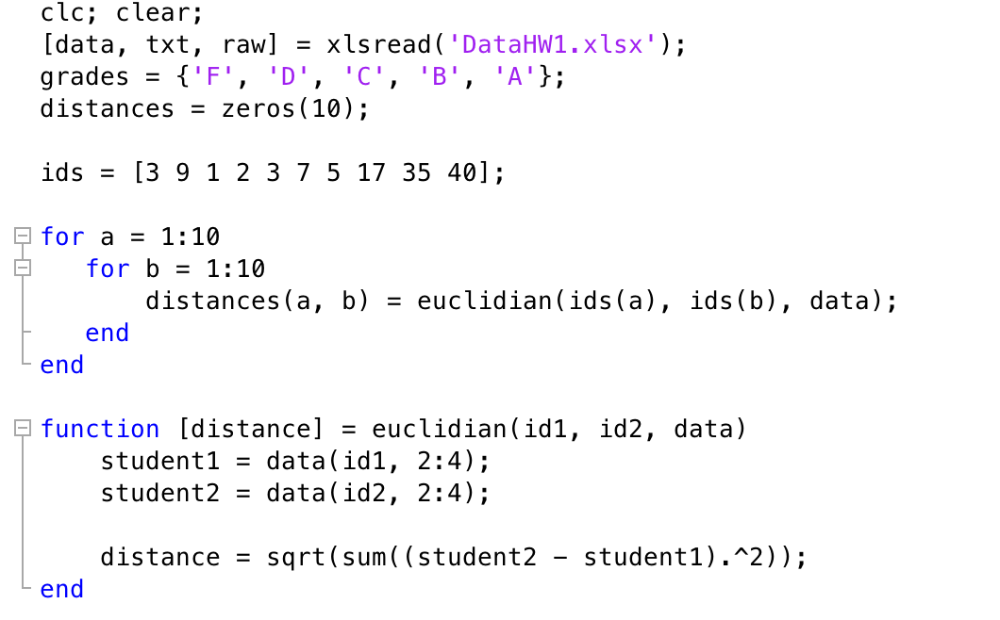 clc; clear;
[data, txt, raw] = xlsread('DataHW1.xlsx');
grades = {'F', 'D', 'C', 'B', 'A'};
distances = zeros(10);
ids = [3 9 1 2 3 7 5 17 35 40];
for a = 1:10
for b = 1:10
distances(a, b) = euclidian(ids(a), ids(b), data);
end
end
function [distance] = euclidian(id1, id2, data)
student1 = data(id1, 2:4);
student2 = data(id2, 2:4);
distance = sqrt(sum((student2 - student1).^2));
end